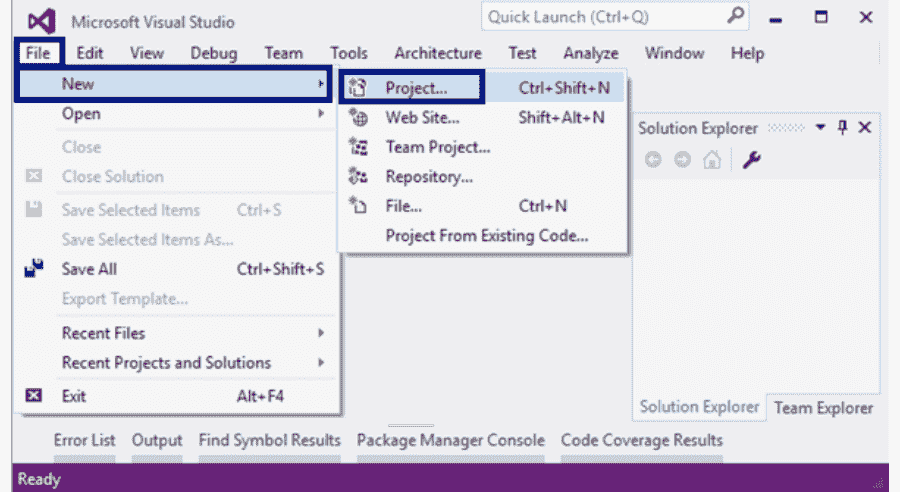 Microsoft Visual Studio
Quick Launch (Ctrl+Q)
File Edit View Debug Team Tools Architecture Test Analyze Window Help
New
Open
Close
Close Solution
Save Selected Items Ctrl+S
Save Selected Items As...
Save All Ctrl+Shift+S
Export Template...
Recent Files
Recent Projects and Solutions
Exit Alt+F4
Project... Ctrl+Shift+N
Web Site... Shift+Alt+N
Team Project...
Repository...
File... Ctrl+N
Project From Existing Code...
Solution Explorer
Solution Explorer Team Explorer
Error List Output Find Symbol Results Package Manager Console Code Coverage Results
Ready